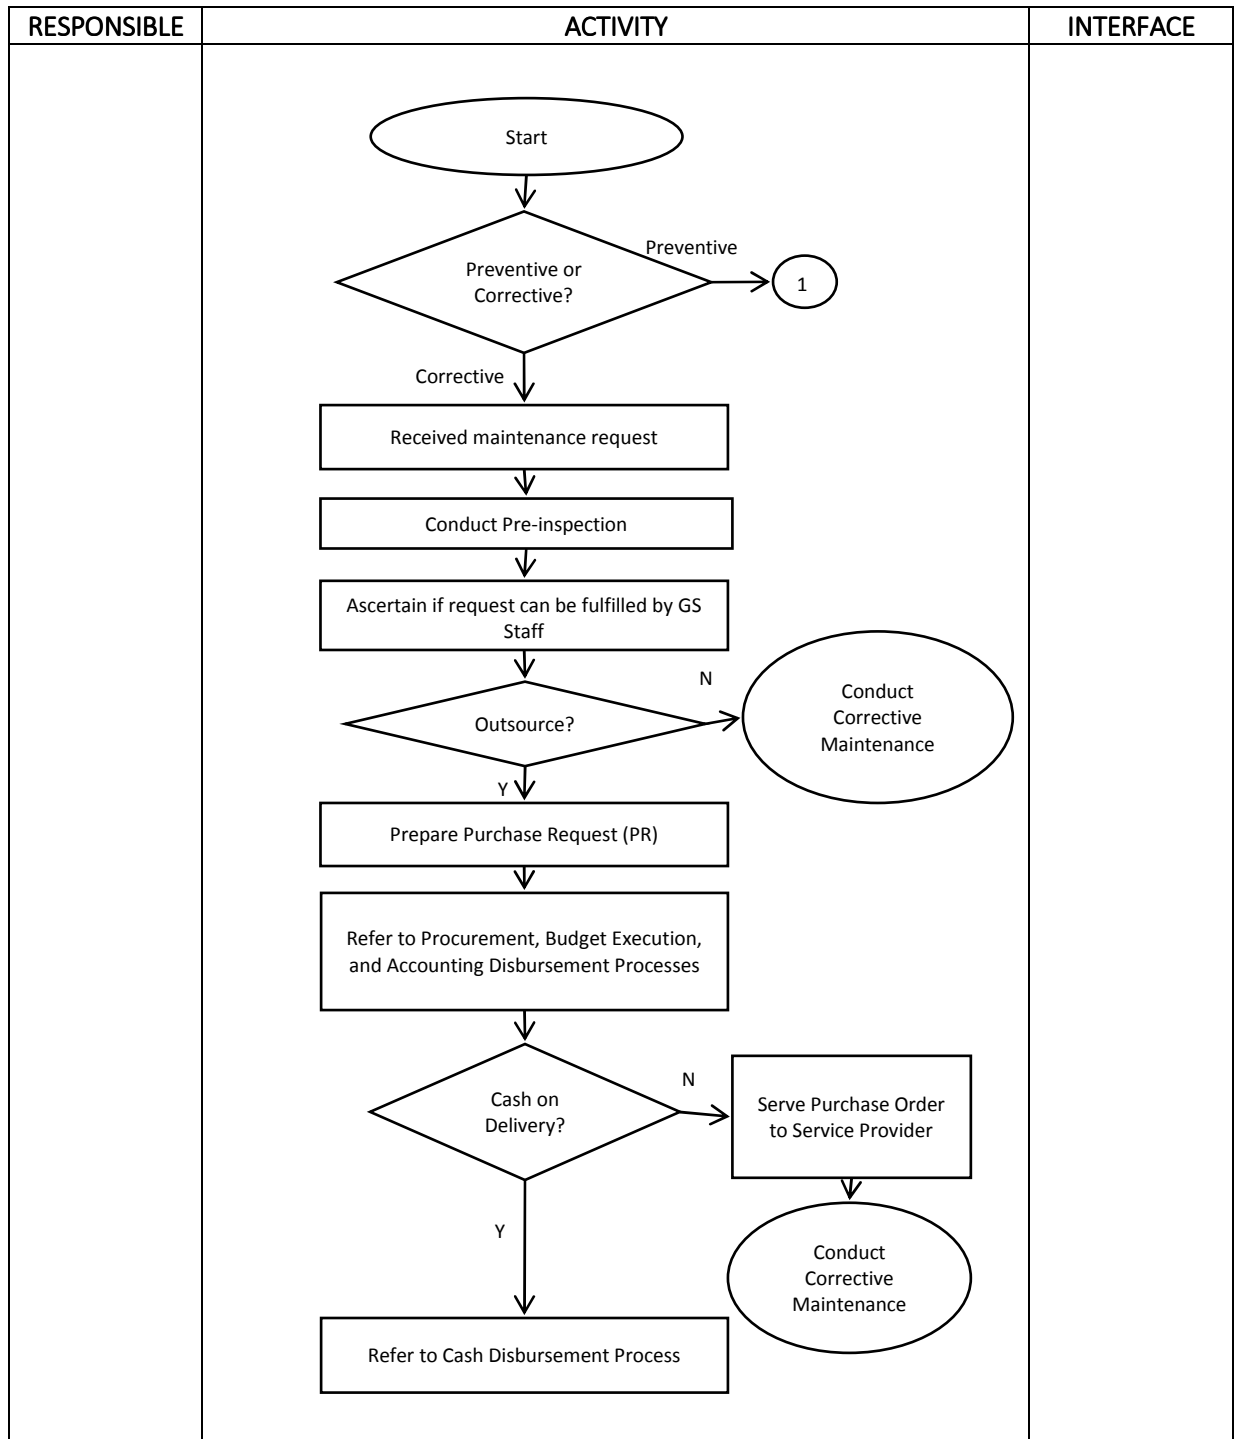 RESPONSIBLE
ACTIVITY
INTERFACE
Start
Preventive or
Corrective?
Preventive
1
Corrective
Received maintenance request
Conduct Pre-inspection
Ascertain if request can be fulfilled by GS
Staff
Outsource?
N
Conduct
Corrective
Maintenance
Y
Prepare Purchase Request (PR)
Refer to Procurement, Budget Execution,
and Accounting Disbursement Processes
Cash on
Delivery?
N
Serve Purchase Order
to Service Provider
Y
Conduct
Corrective
Maintenance
Refer to Cash Disbursement Process